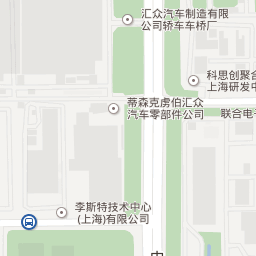 汇众汽车制造有限
公司轿车车桥厂
科思创聚合
上海研发中
蒂森克虏伯汇众
汽车零部件公司
联合电子
李斯特技术中心
(上海)有限公司
中